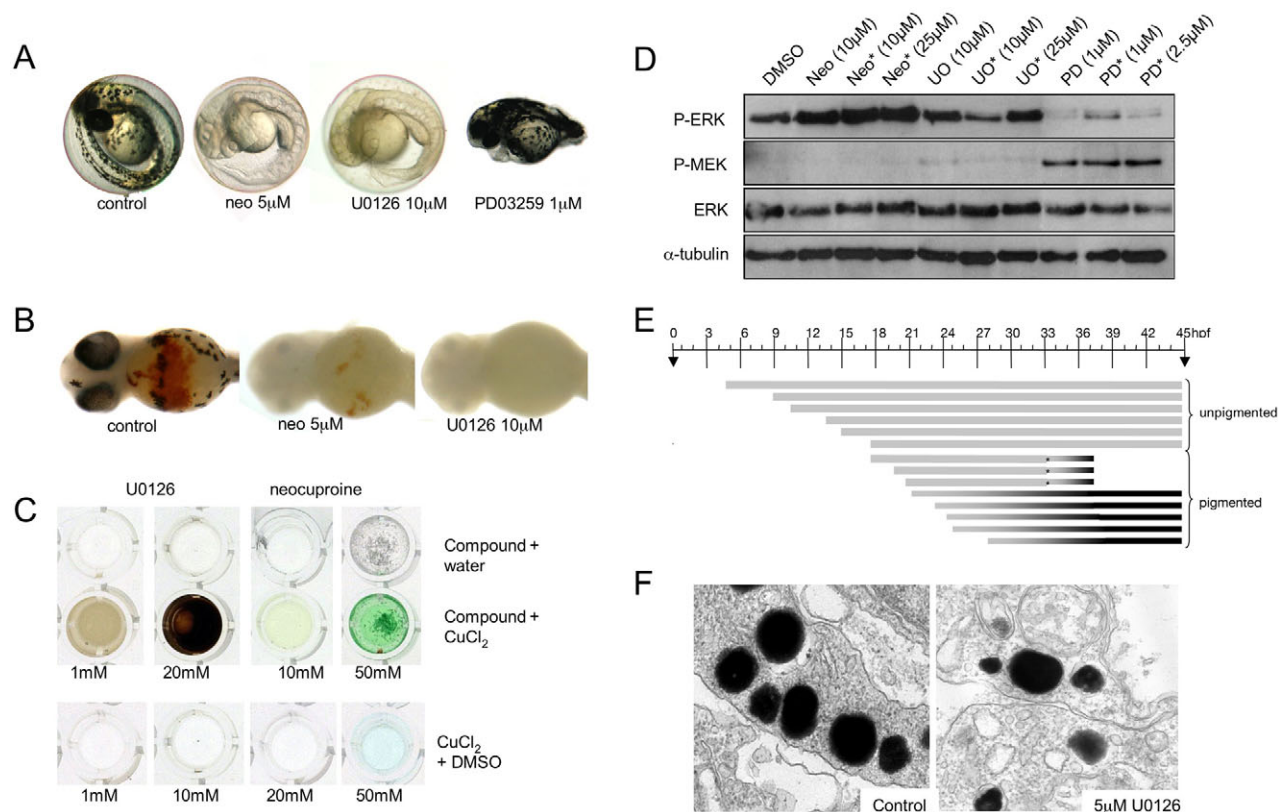 A
control
neo 5μM
U0126 10μM
PD03259 1μM
B
control
neo 5μM
U0126 10μM
C
U0126
neocuproine
Compound +
water
Compound +
CuCl₂
1mM
20mM
10mM
50mM
CuCl₂
+ DMSO
1mM
10mM
20mM
50mM
D
DMSO
Neo (10μM)
Neo* (10μM)
Neo* (25μM)
UO (10μM)
UO* (10μM)
UO* (25μM)
PD (1μM)
PD* (1μM)
PD* (2.5μM)
P-ERK
P-MEK
ERK
α-tubulin
E
0 3 6 9 12 15 18 21 24 27 30 33 36 39 42 45hpf
unpigmented
pigmented
F
Control
5μM U0126